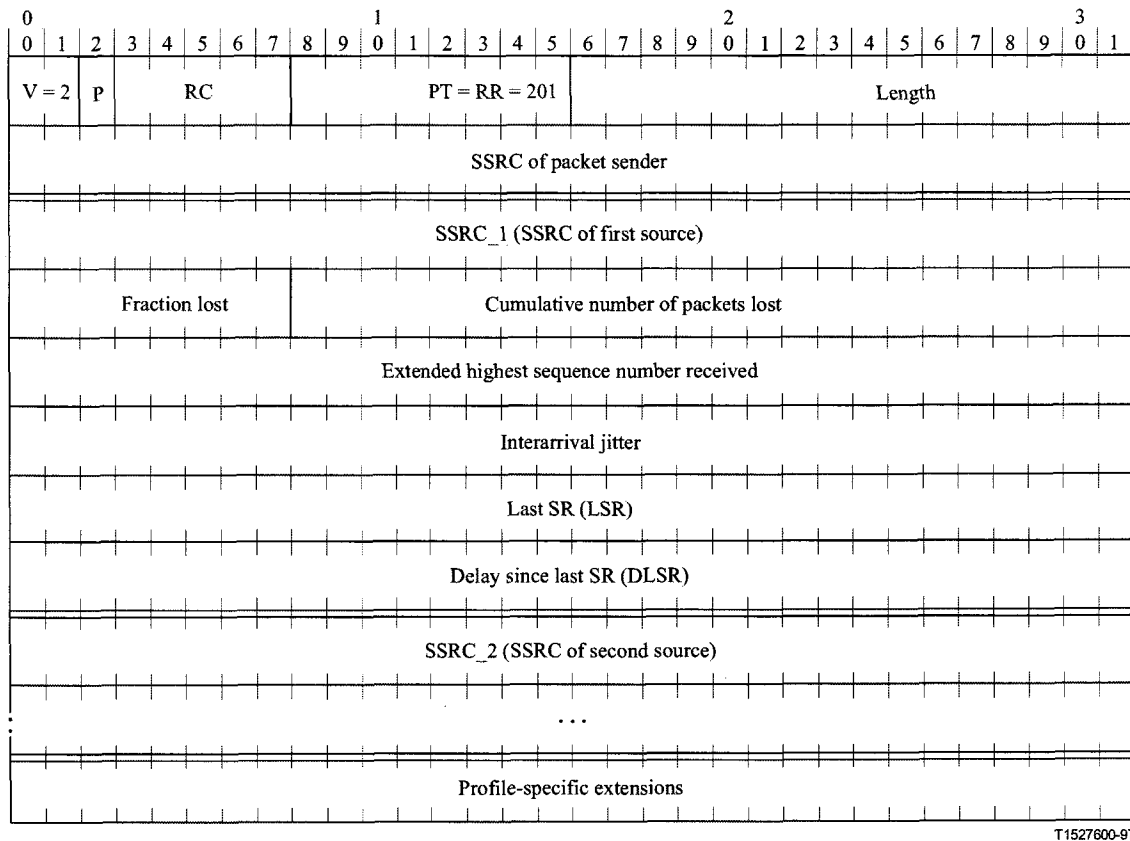 0 1 2 3
0 1 2 3 4 5 6 7 8 9 0 1 2 3 4 5 6 7 8 9 0 1 2 3 4 5 6 7 8 9 0 1
V = 2 P RC PT = RR = 201 Length
SSRC of packet sender
SSRC_1 (SSRC of first source)
Fraction lost Cumulative number of packets lost
Extended highest sequence number received
Interarrival jitter
Last SR (LSR)
Delay since last SR (DLSR)
SSRC_2 (SSRC of second source)
⋮ ...
Profile-specific extensions
T1527600-97